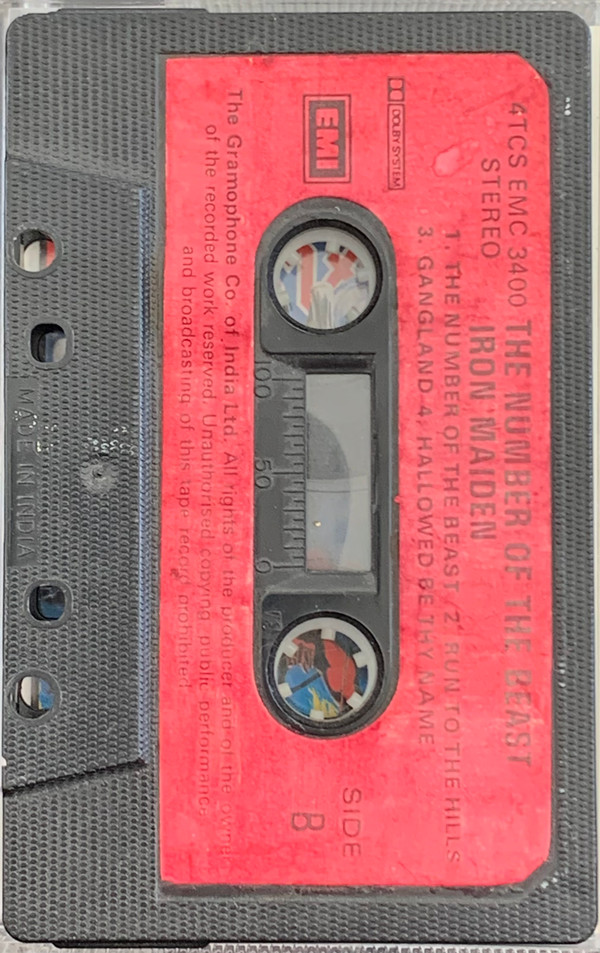 4TCS EMC 3400 THE NUMBER OF THE BEAST
STEREO IRON MAIDEN
1. THE NUMBER OF THE BEAST 2. RUN TO THE HILLS
3. GANGLAND 4. HALLOWED BE THY NAME
DOLBY SYSTEM
EMI
SIDE
B
100 50 0
The Gramophone Co. of India Ltd. All rights of the producer and of the owner
of the recorded work reserved. Unauthorised copying public performance
and broadcasting of this tape record prohibited
MADE IN INDIA